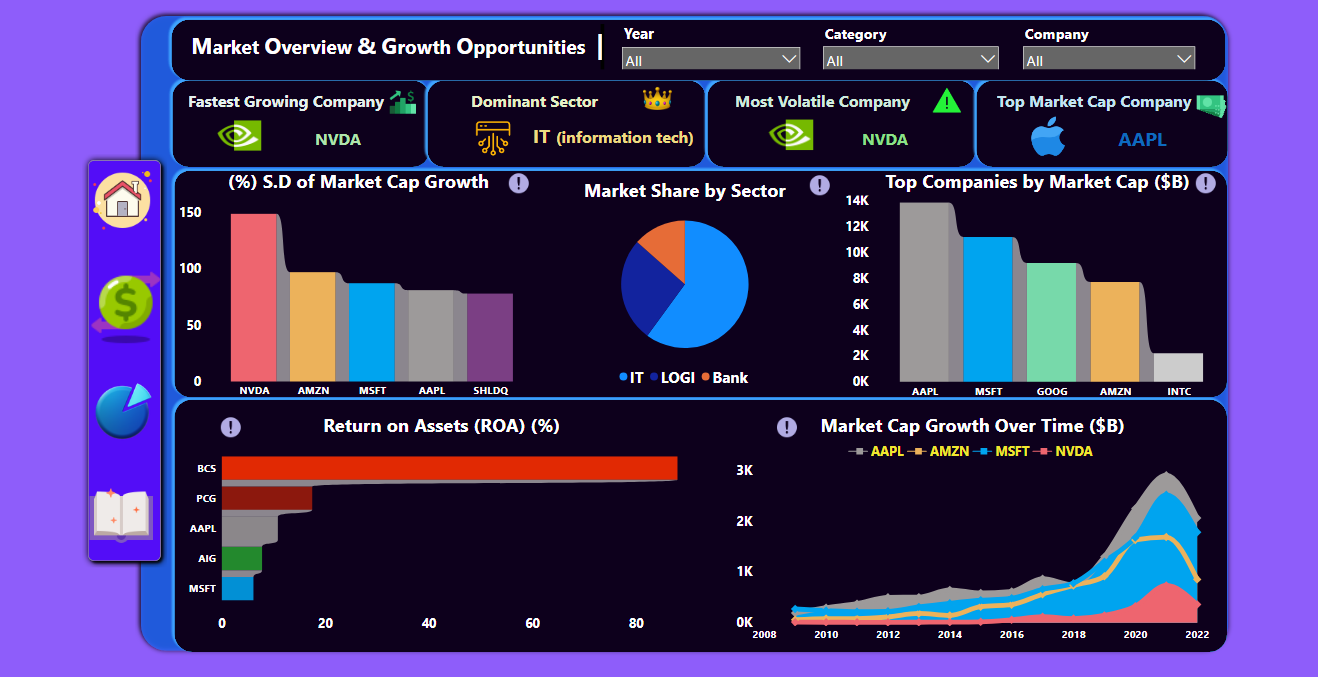 Market Overview & Growth Opportunities
Year
Category
Company
All
All
All
Fastest Growing Company
Dominant Sector
Most Volatile Company
Top Market Cap Company
NVDA
IT (information tech)
NVDA
AAPL
(%) S.D of Market Cap Growth
!
150
100
50
0
NVDA
AMZN
MSFT
AAPL
SHLDQ
Market Share by Sector
!
IT
LOGI
Bank
Top Companies by Market Cap ($B)
!
14K
12K
10K
8K
6K
4K
2K
0K
AAPL
MSFT
GOOG
AMZN
INTC
!
Return on Assets (ROA) (%)
BCS
PCG
AAPL
AIG
MSFT
0
20
40
60
80
!
Market Cap Growth Over Time ($B)
AAPL
AMZN
MSFT
NVDA
3K
2K
1K
0K
2008
2010
2012
2014
2016
2018
2020
2022